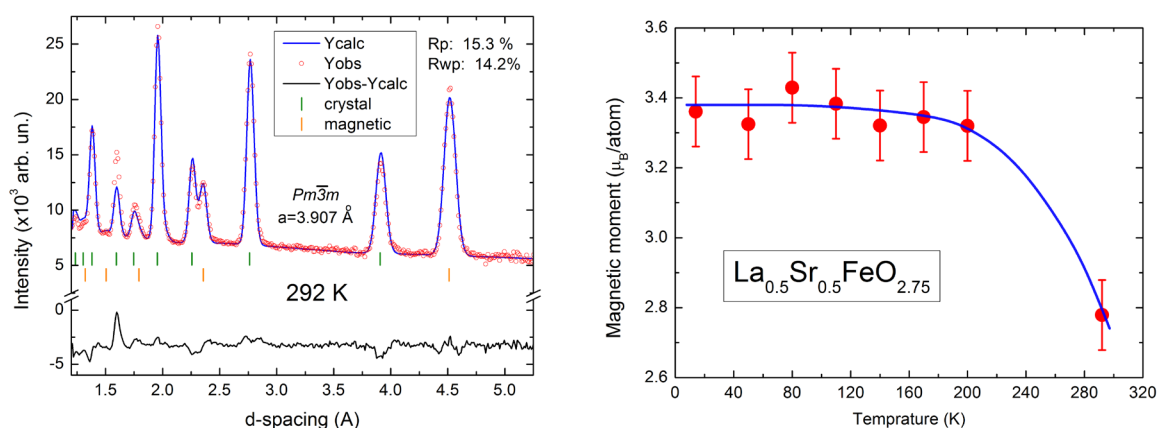 Intensity (x10³ arb. un.)
25
20
15
10
5
0
−5
Ycalc
Yobs
Yobs-Ycalc
crystal
magnetic
Rp: 15.3 %
Rwp: 14.2%
Pm3̅m
a=3.907 Å
292 K
1.5 2.0 2.5 3.0 3.5 4.0 4.5 5.0
d-spacing (A)
Magnetic moment (μ_B/atom)
3.6
3.4
3.2
3.0
2.8
2.6
La₀.₅Sr₀.₅FeO₂.₇₅
0 40 80 120 160 200 240 280 320
Temprature (K)